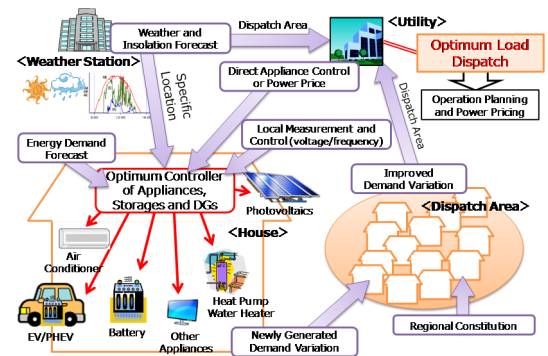 Weather and
Insolation Forecast
Dispatch Area
<Utility>
Optimum Load
Dispatch
<Weather Station>
Specific
Location
Direct Appliance Control
or Power Price
Dispatch Area
Operation Planning
and Power Pricing
Local Measurement and
Control (voltage/frequency)
Energy Demand
Forecast
Optimum Controller
of Appliances,
Storages and DGs
Photovoltaics
Improved
Demand Variation
<House>
<Dispatch Area>
Air
Conditioner
Heat Pump
Water Heater
EV/PHEV
Battery
Other
Appliances
Newly Generated
Demand Variation
Regional Constitution